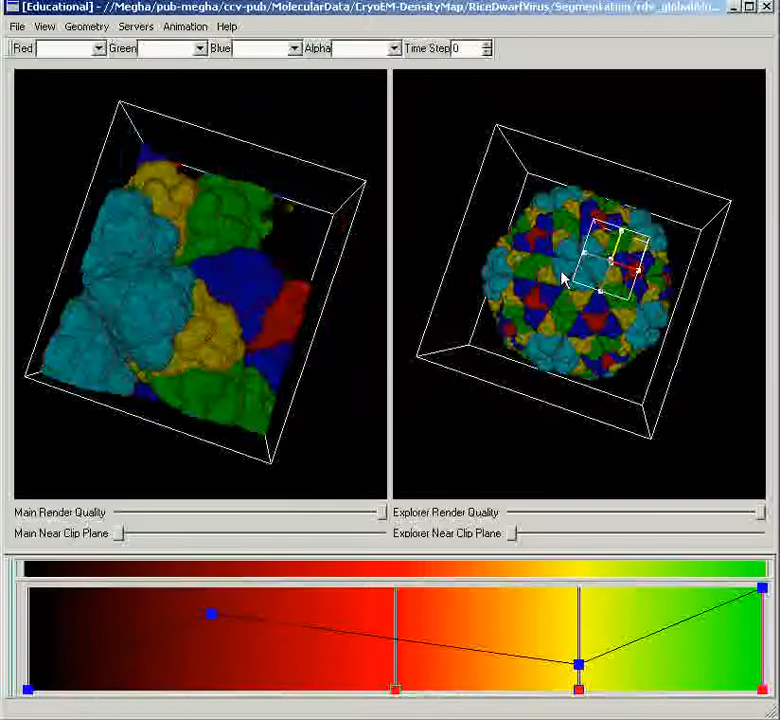 [Educational] - //Megha/pub-megha/ccv-pub/MolecularData/CryoEM-DensityMap/RiceDwarfVirus/Segmentation/rdv_
File View Geometry Servers Animation Help
Red Green Blue Alpha Time Step 0
Main Render Quality Explorer Render Quality
Main Near Clip Plane Explorer Near Clip Plane